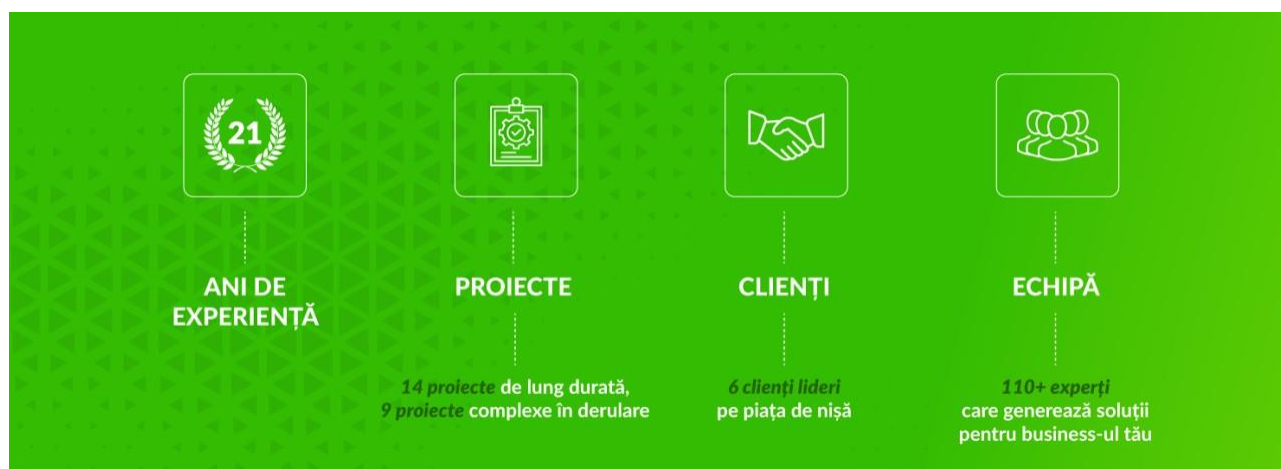 21
ANI DE
EXPERIENȚĂ
PROIECTE
14 proiecte de lung durată,
9 proiecte complexe în derulare
CLIENȚI
6 clienți lideri
pe piața de nișă
ECHIPĂ
110+ experți
care generează soluții
pentru business-ul tău